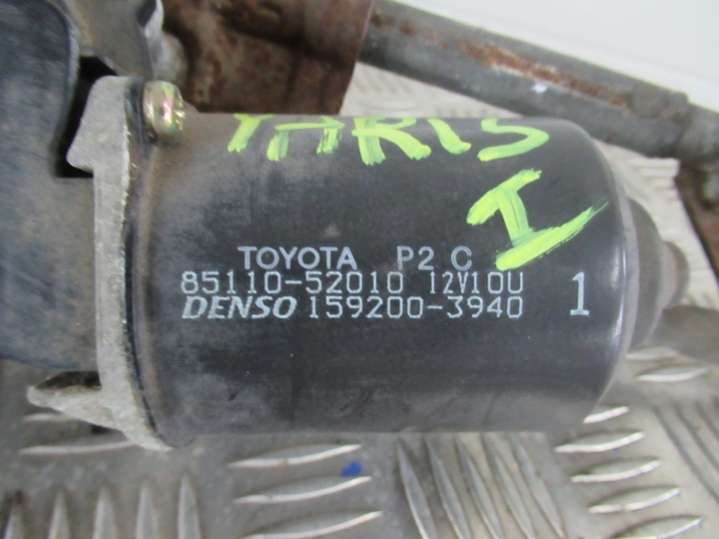 YARIS
I
TOYOTA P2 C
85110-52010 12V10U
DENSO 159200-3940 1